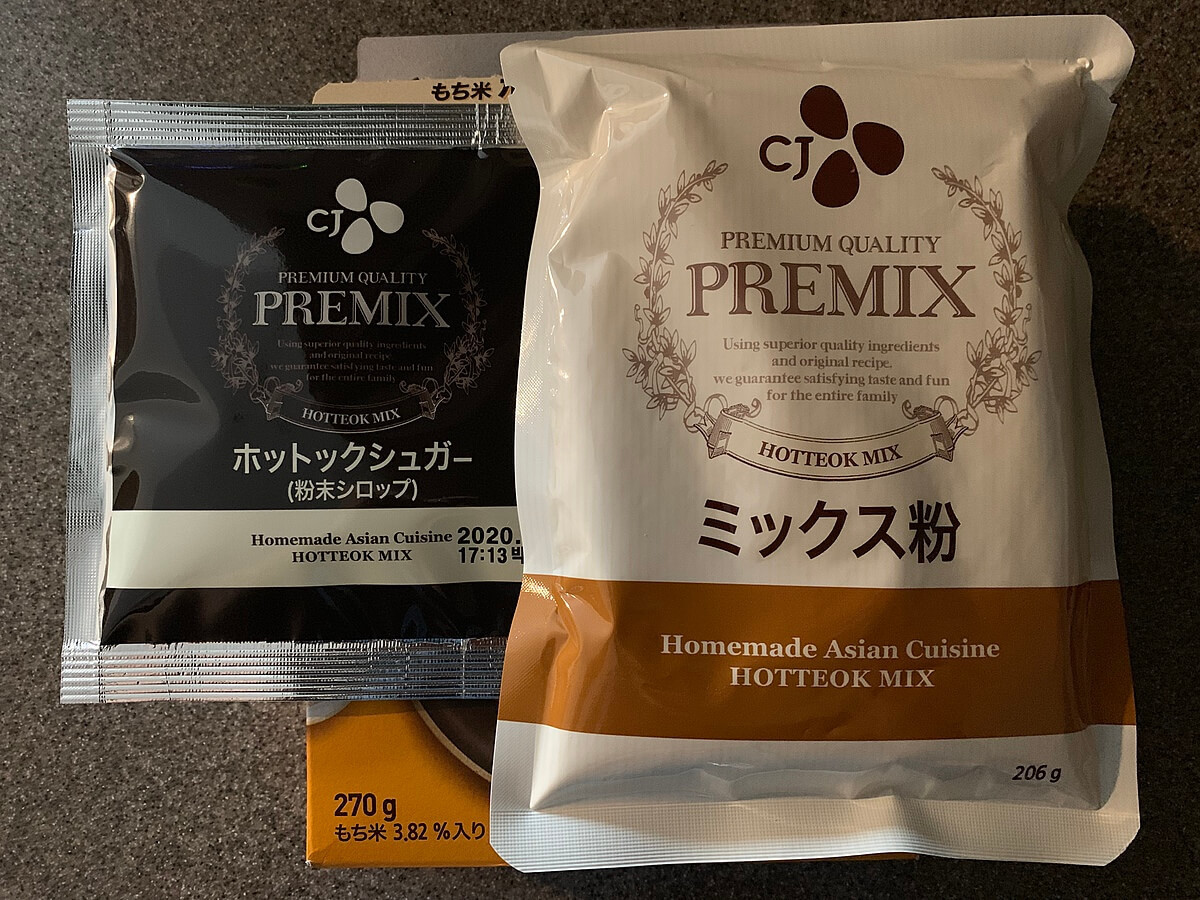 もち米
CJ
PREMIUM QUALITY
PREMIX
Using superior quality ingredients
and original recipe.
we guarantee satisfying taste and fun
for the entire family
HOTTEOK MIX
ホットックシュガー
(粉末シロップ)
Homemade Asian Cuisine
HOTTEOK MIX
2020.
17:13
CJ
PREMIUM QUALITY
PREMIX
Using superior quality ingredients
and original recipe.
we guarantee satisfying taste and fun
for the entire family
HOTTEOK MIX
ミックス粉
Homemade Asian Cuisine
HOTTEOK MIX
206 g
270 g
もち米 3.82 %入り